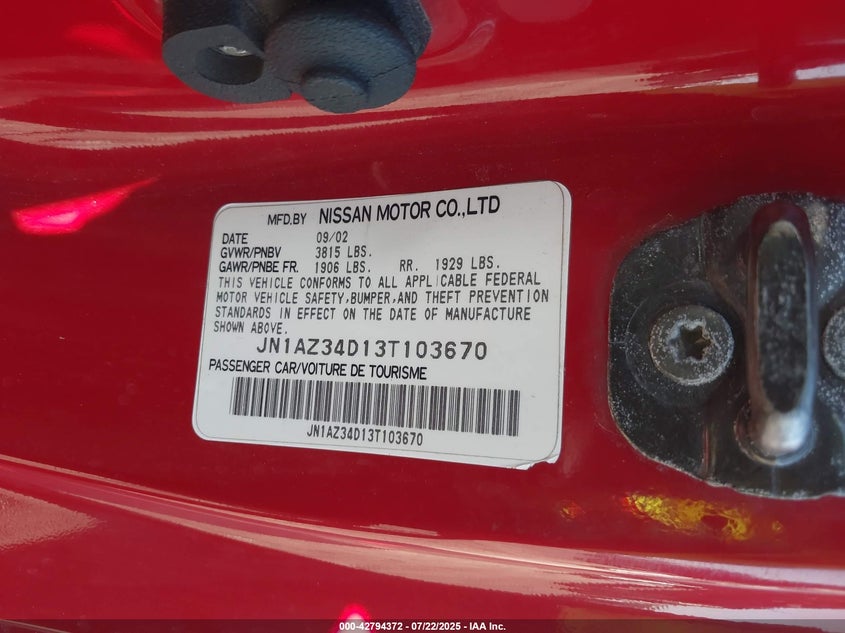 MFD.BY NISSAN MOTOR CO.,LTD
DATE 09/02
GVWR/PNBV 3815 LBS.
GAWR/PNBE FR. 1906 LBS. RR. 1929 LBS.
THIS VEHICLE CONFORMS TO ALL APPLICABLE FEDERAL
MOTOR VEHICLE SAFETY,BUMPER,AND THEFT PREVENTION
STANDARDS IN EFFECT ON THE DATE OF MANUFACTURE
SHOWN ABOVE.
JN1AZ34D13T103670
PASSENGER CAR/VOITURE DE TOURISME
JN1AZ34D13T103670
000-42794372 - 07/22/2025 - IAA Inc.